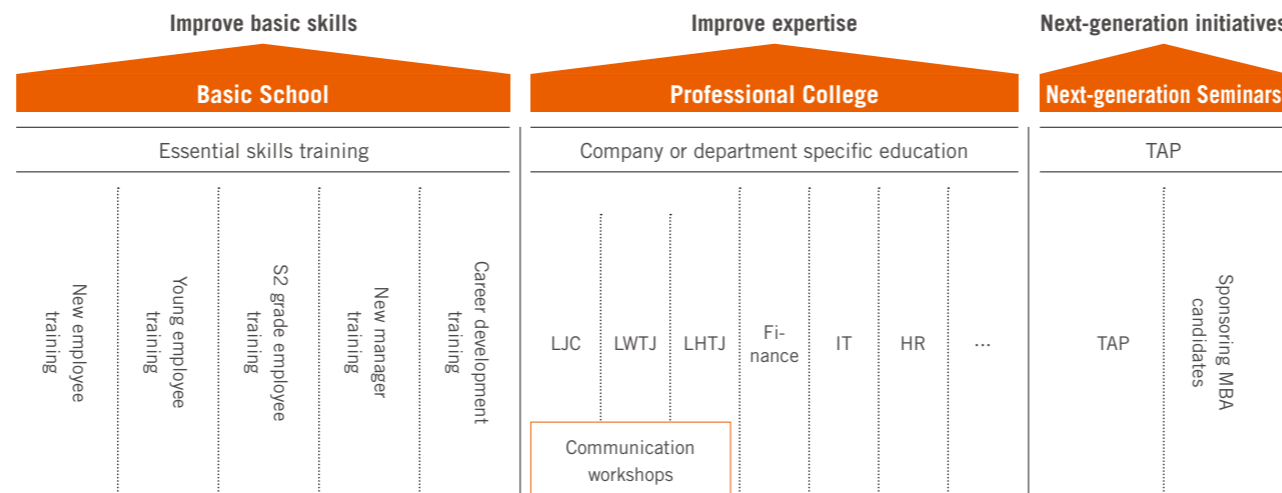 Improve basic skills
Improve expertise
Next-generation initiatives
Basic School
Professional College
Next-generation Seminars
Essential skills training
Company or department specific education
TAP
New employee
training
Young employee
training
S2 grade employee
training
New manager
training
Career development
training
LJC
LWTJ
LHTJ
Fi-
nance
IT
HR
...
TAP
Sponsoring MBA
candidates
Communication
workshops